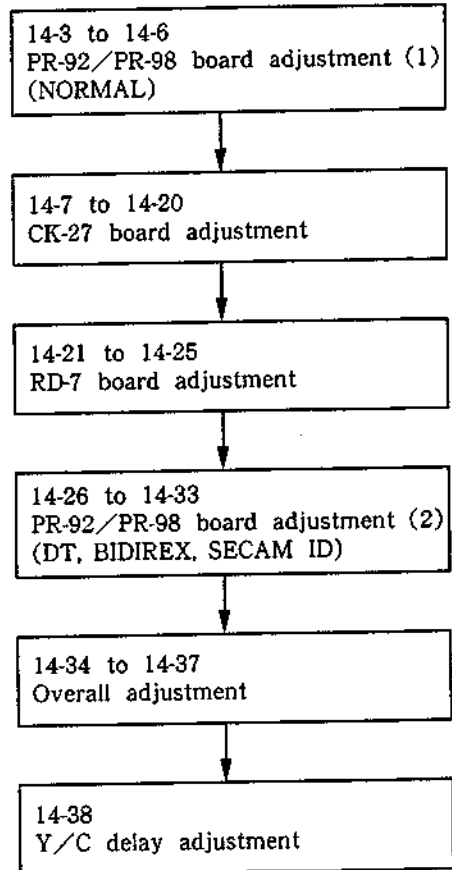 14-3 to 14-6
PR-92/PR-98 board adjustment (1)
(NORMAL)
14-7 to 14-20
CK-27 board adjustment
14-21 to 14-25
RD-7 board adjustment
14-26 to 14-33
PR-92/PR-98 board adjustment (2)
(DT, BIDIREX, SECAM ID)
14-34 to 14-37
Overall adjustment
14-38
Y/C delay adjustment